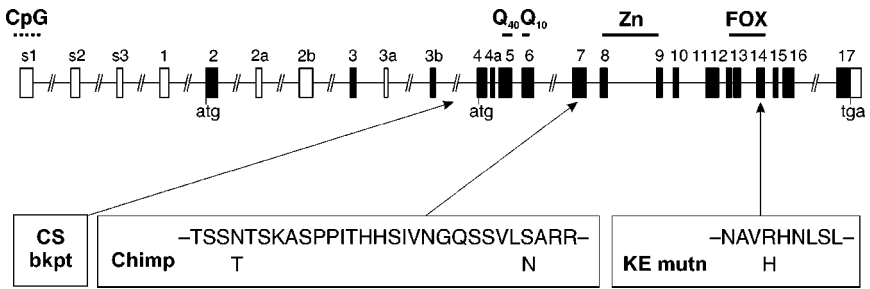 CpG Q40 Q10 Zn FOX
s1 s2 s3 1 2 2a 2b 3 3a 3b 4 4a 5 6 7 8 9 10 11 12 13 14 15 16 17
atg atg tga
CS
bkpt
–TSSNTSKASPPITHHSIVNGQSSVLSARR–
Chimp T N
–NAVRHNLSL–
KE mutn H